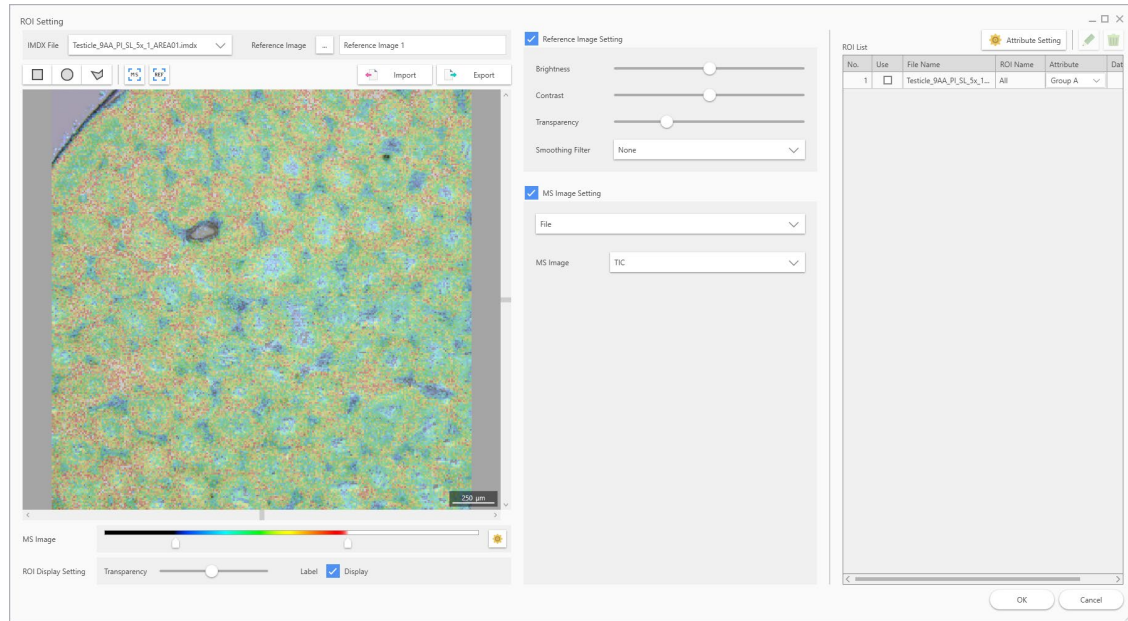 ROI Setting
IMDX File
Testicle_9AA_PI_SL_5x_1_AREA01.imdx
Reference Image
...
Reference Image 1
MS
REF
Import
Export
250 µm
MS Image
ROI Display Setting
Transparency
Label
Display
Reference Image Setting
Brightness
Contrast
Transparency
Smoothing Filter
None
MS Image Setting
File
MS Image
TIC
Attribute Setting
ROI List
No. Use File Name ROI Name Attribute Dat
1 Testicle_9AA_PI_SL_5x_1... All Group A
OK
Cancel